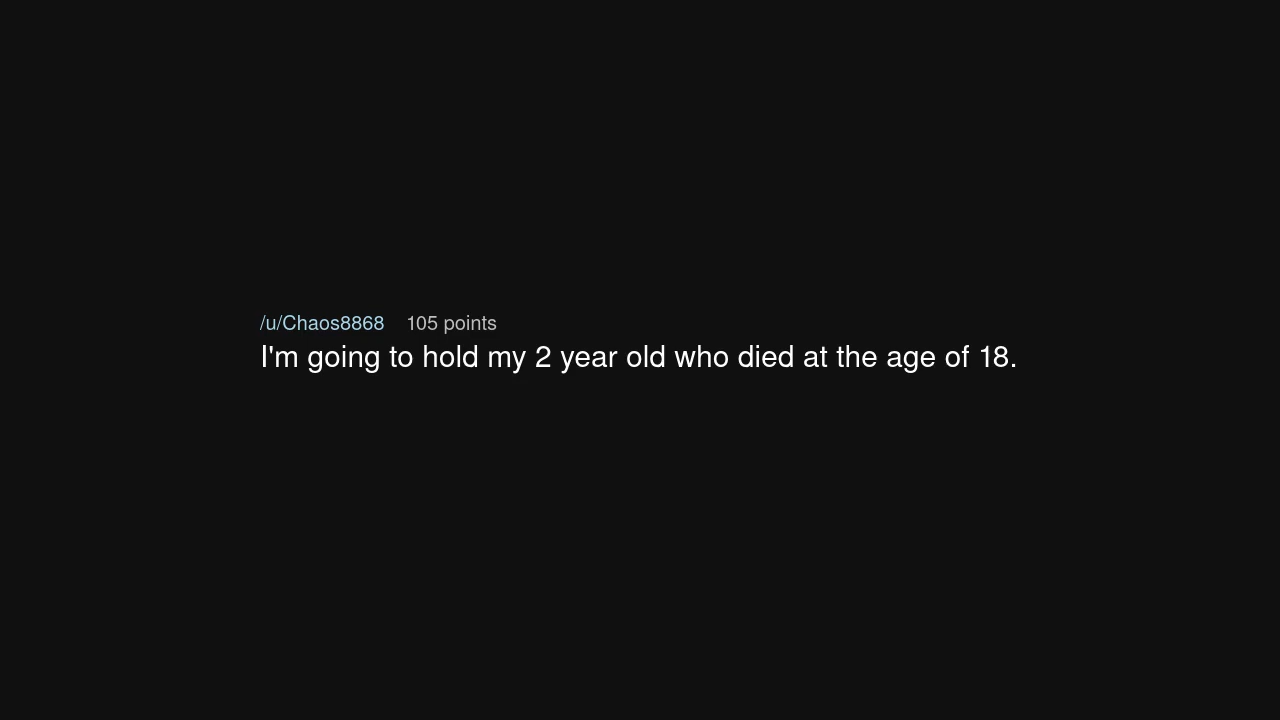 /u/Chaos8868 105 points
I'm going to hold my 2 year old who died at the age of 18.